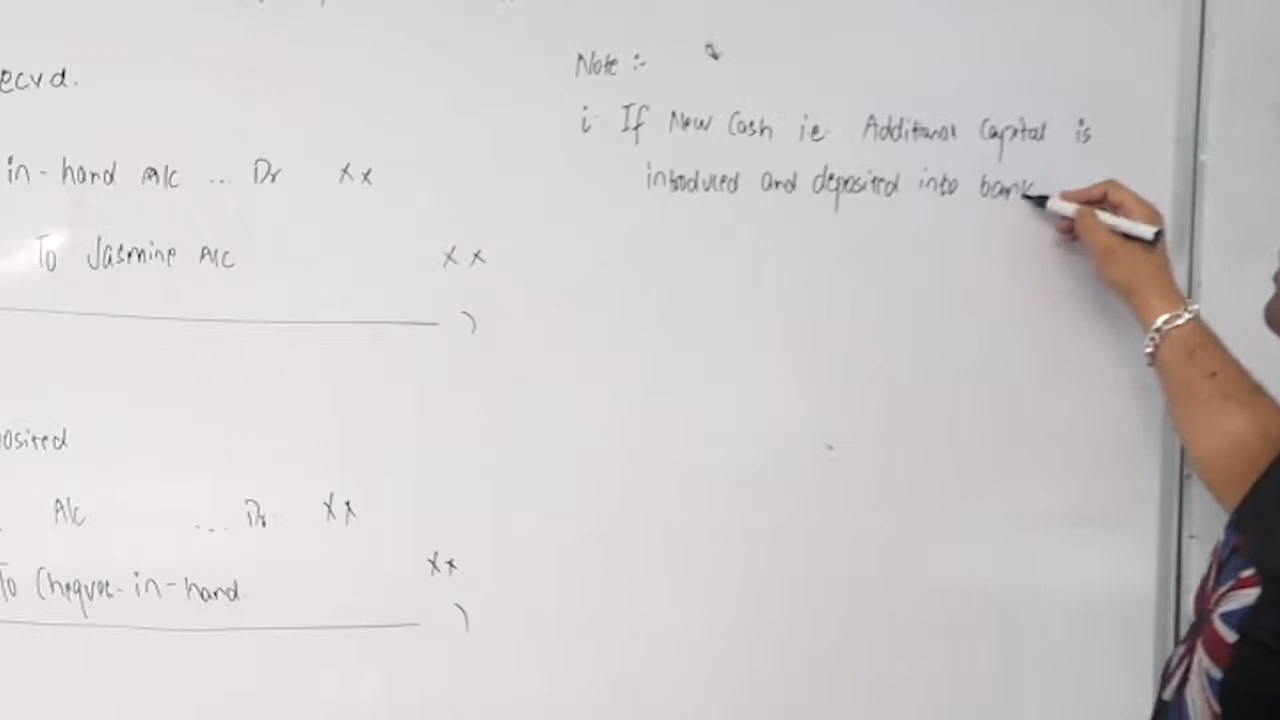 ecvd.
in-hand A/c ... Dr xx
To Jasmine A/c xx
)
osited
A/c ... Dr xx
To Cheque-in-hand xx
)
Note :-
i. If New Cash i.e. Additional Capital is
introduced and deposited into bank